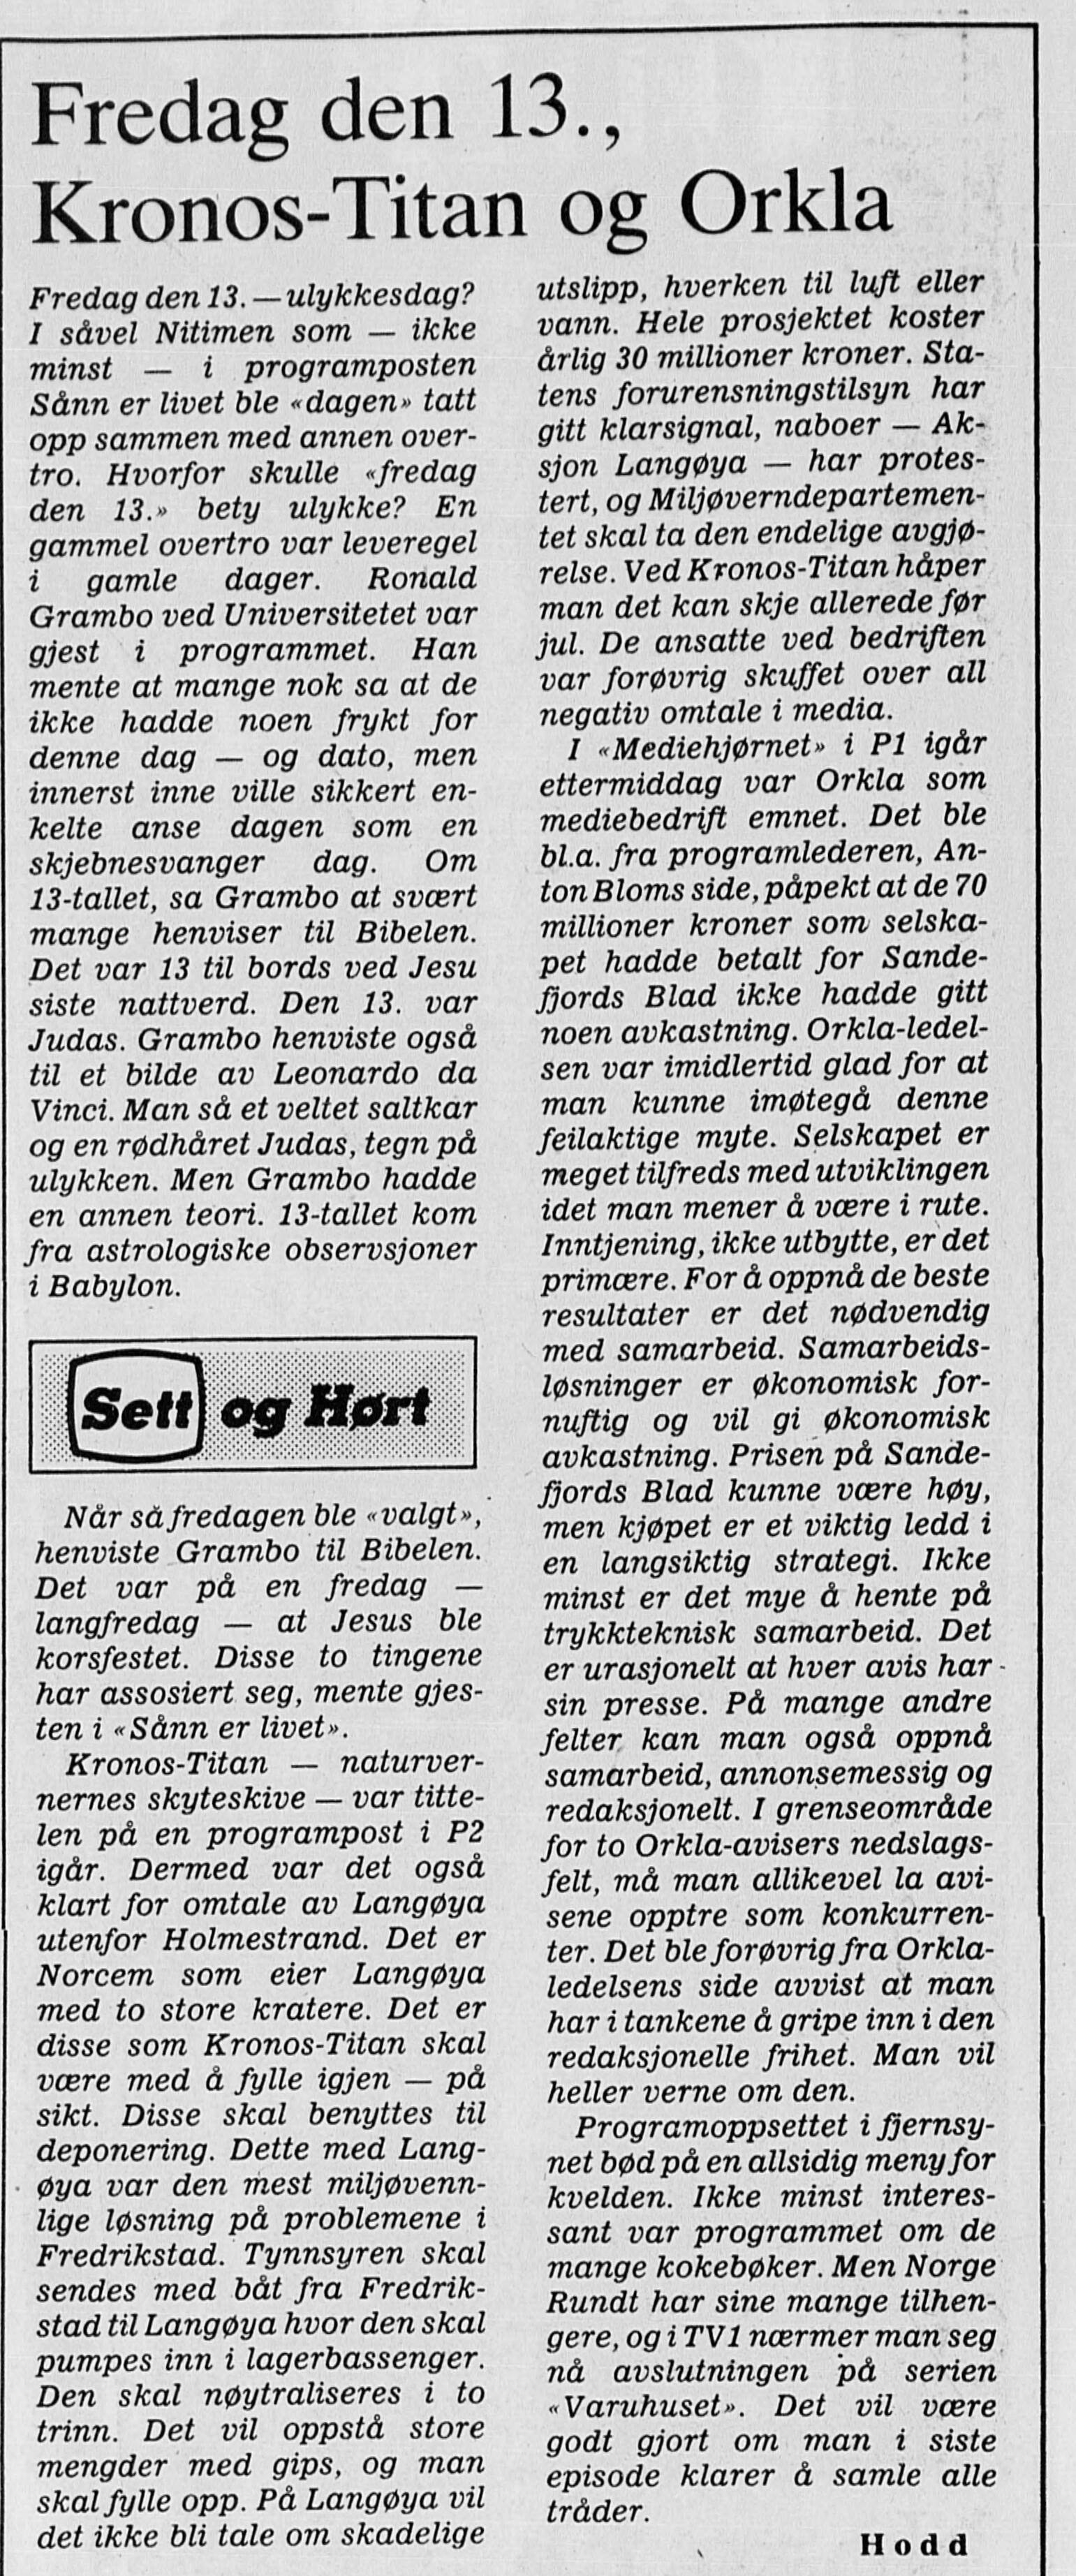 Fredag den 13.,
Kronos-Titan og Orkla
Fredag den 13. — ulykkesdag?
I såvel Nitimen som — ikke
minst — i programposten
Sånn er livet ble «dagen» tatt
opp sammen med annen over-
tro. Hvorfor skulle «fredag
den 13.» bety ulykke? En
gammel overtro var leveregel
i gamle dager. Ronald
Grambo ved Universitetet var
gjest i programmet. Han
mente at mange nok sa at de
ikke hadde noen frykt for
denne dag — og dato, men
innerst inne ville sikkert en-
kelte anse dagen som en
skjebnesvanger dag. Om
13-tallet, sa Grambo at svært
mange henviser til Bibelen.
Det var 13 til bords ved Jesu
siste nattverd. Den 13. var
Judas. Grambo henviste også
til et bilde av Leonardo da
Vinci. Man så et veltet saltkar
og en rødhåret Judas, tegn på
ulykken. Men Grambo hadde
en annen teori. 13-tallet kom
fra astrologiske observsjoner
i Babylon.
Sett og Hørt
Når så fredagen ble «valgt»,
henviste Grambo til Bibelen.
Det var på en fredag —
langfredag — at Jesus ble
korsfestet. Disse to tingene
har assosiert seg, mente gjes-
ten i «Sånn er livet».
Kronos-Titan — naturver-
nernes skyteskive — var titte-
len på en programpost i P2
igår. Dermed var det også
klart for omtale av Langøya
utenfor Holmestrand. Det er
Norcem som eier Langøya
med to store kratere. Det er
disse som Kronos-Titan skal
være med å fylle igjen — på
sikt. Disse skal benyttes til
deponering. Dette med Lang-
øya var den mest miljøvenn-
lige løsning på problemene i
Fredrikstad. Tynnsyren skal
sendes med båt fra Fredrik-
stad til Langøya hvor den skal
pumpes inn i lagerbassenger.
Den skal nøytraliseres i to
trinn. Det vil oppstå store
mengder med gips, og man
skal fylle opp. På Langøya vil
det ikke bli tale om skadelige
utslipp, hverken til luft eller
vann. Hele prosjektet koster
årlig 30 millioner kroner. Sta-
tens forurensningstilsyn har
gitt klarsignal, naboer — Ak-
sjon Langøya — har protes-
tert, og Miljøverndepartemen-
tet skal ta den endelige avgjø-
relse. Ved Kronos-Titan håper
man det kan skje allerede før
jul. De ansatte ved bedriften
var forøvrig skuffet over all
negativ omtale i media.
I «Mediehjørnet» i P1 igår
ettermiddag var Orkla som
mediebedrift emnet. Det ble
bl.a. fra programlederen, An-
ton Bloms side, påpekt at de 70
millioner kroner som selska-
pet hadde betalt for Sande-
fjords Blad ikke hadde gitt
noen avkastning. Orkla-ledel-
sen var imidlertid glad for at
man kunne imøtegå denne
feilaktige myte. Selskapet er
meget tilfreds med utviklingen
idet man mener å være i rute.
Inntjening, ikke utbytte, er det
primære. For å oppnå de beste
resultater er det nødvendig
med samarbeid. Samarbeids-
løsninger er økonomisk for-
nuftig og vil gi økonomisk
avkastning. Prisen på Sande-
fjords Blad kunne være høy,
men kjøpet er et viktig ledd i
en langsiktig strategi. Ikke
minst er det mye å hente på
trykkteknisk samarbeid. Det
er urasjonelt at hver avis har
sin presse. På mange andre
felter kan man også oppnå
samarbeid, annonsemessig og
redaksjonelt. I grenseområde
for to Orkla-avisers nedslags-
felt, må man allikevel la avi-
sene opptre som konkurren-
ter. Det ble forøvrig fra Orkla-
ledelsens side avvist at man
har i tankene å gripe inn i den
redaksjonelle frihet. Man vil
heller verne om den.
Programoppsettet i fjernsy-
net bød på en allsidig meny for
kvelden. Ikke minst interes-
sant var programmet om de
mange kokebøker. Men Norge
Rundt har sine mange tilhen-
gere, og i TV1 nærmer man seg
nå avslutningen på serien
«Varuhuset». Det vil være
godt gjort om man i siste
episode klarer å samle alle
tråder.
Hodd